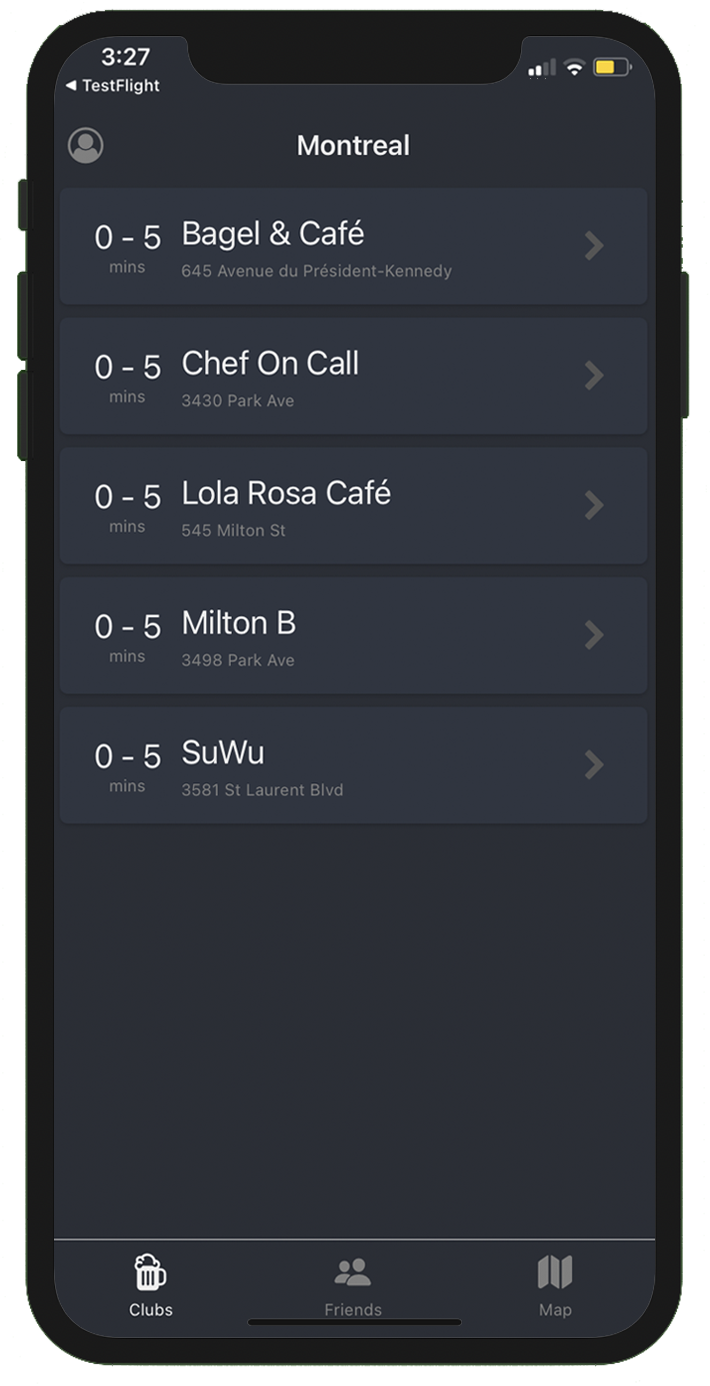 3:27
◀ TestFlight
Montreal
0 - 5 Bagel & Café
mins 645 Avenue du Président-Kennedy
0 - 5 Chef On Call
mins 3430 Park Ave
0 - 5 Lola Rosa Café
mins 545 Milton St
0 - 5 Milton B
mins 3498 Park Ave
0 - 5 SuWu
mins 3581 St Laurent Blvd
Clubs Friends Map